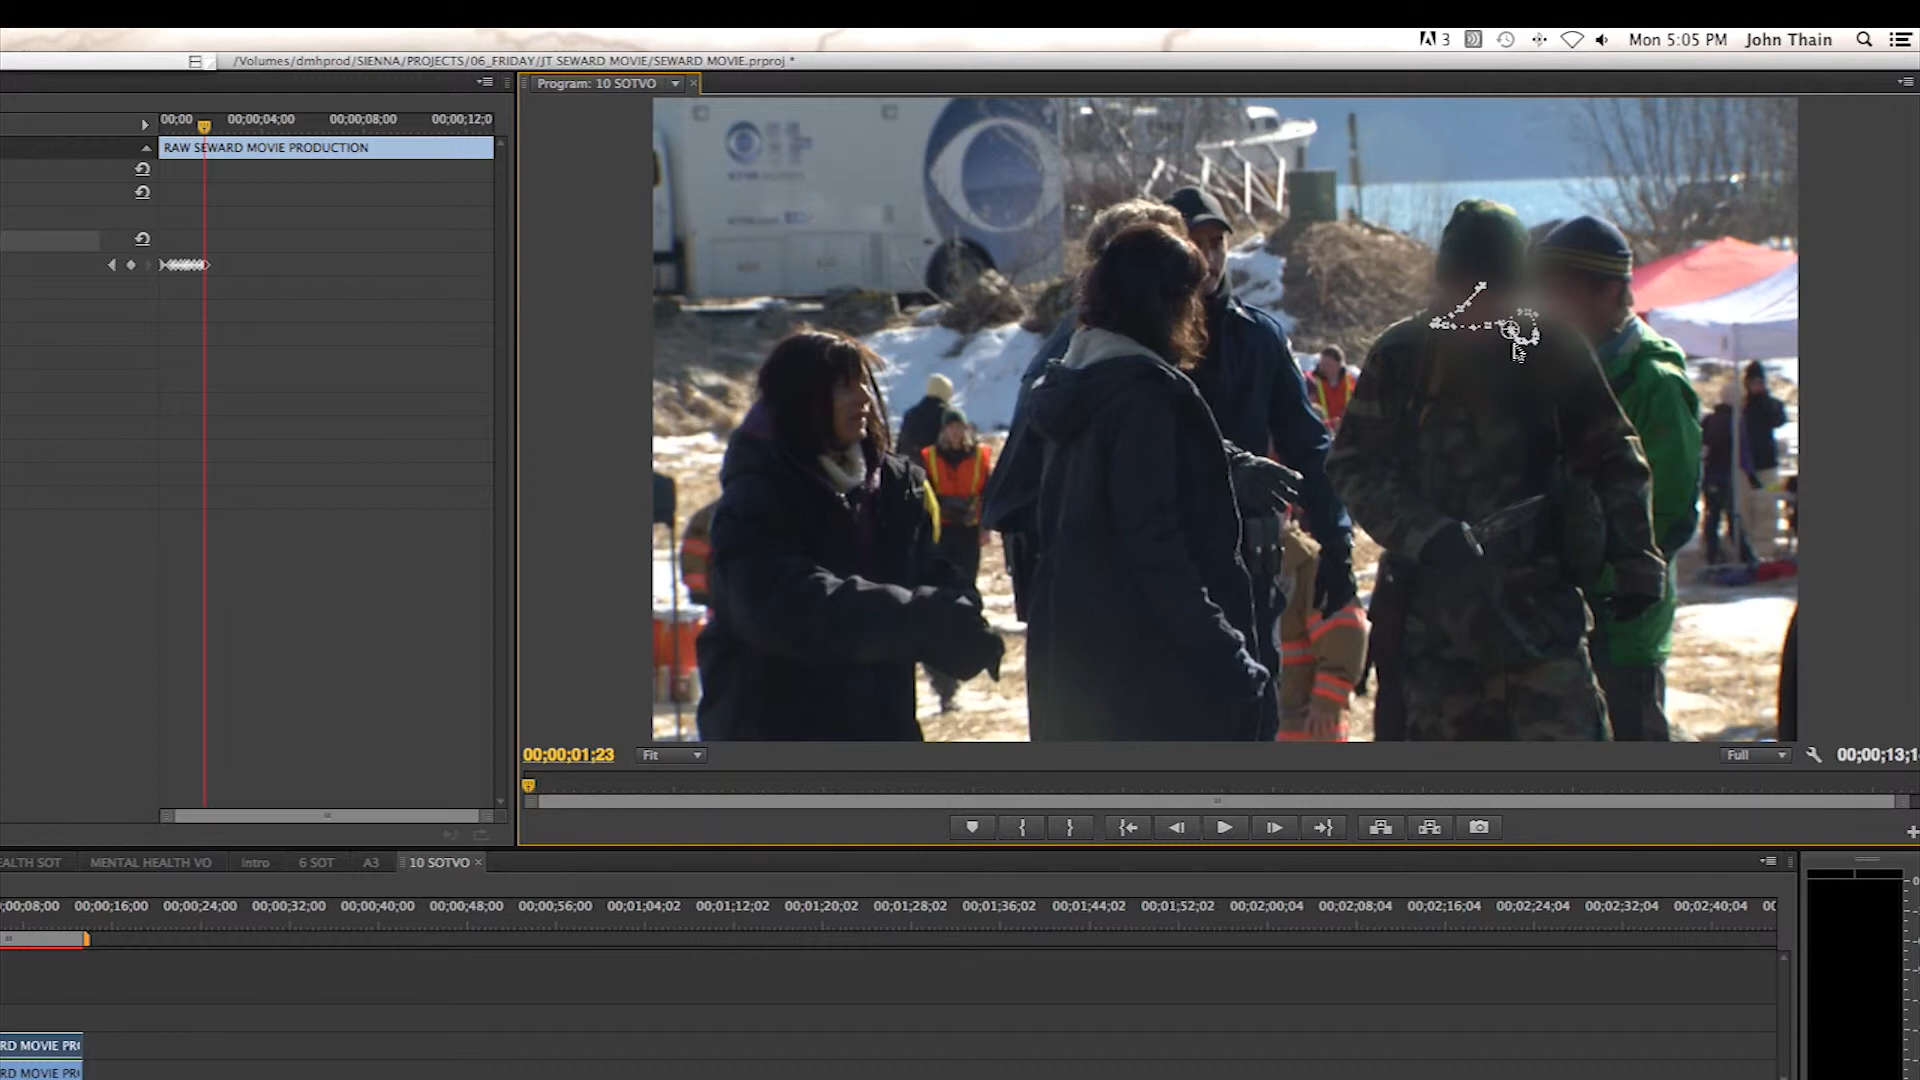 3 Mon 5:05 PM John Thain
/Volumes/dmhprod/SIENNA/PROJECTS/06_FRIDAY/JT SEWARD MOVIE/SEWARD MOVIE.prproj *
Program: 10 SOTVO
00;00 00;00;04;00 00;00;08;00 00;00;12;0
RAW SEWARD MOVIE PRODUCTION
00;00;01;23 Fit Full 00;00;13;1
EALTH SOT MENTAL HEALTH VO intro 6 SOT A3 10 SOTVO
;00;08;00 00;00;16;00 00;00;24;00 00;00;32;00 00;00;40;00 00;00;48;00 00;00;56;00 00;01;04;02 00;01;12;02 00;01;20;02 00;01;28;02 00;01;36;02 00;01;44;02 00;01;52;02 00;02;00;04 00;02;08;04 00;02;16;04 00;02;24;04 00;02;32;04 00;02;40;04 00
RD MOVIE PR
RD MOVIE PR